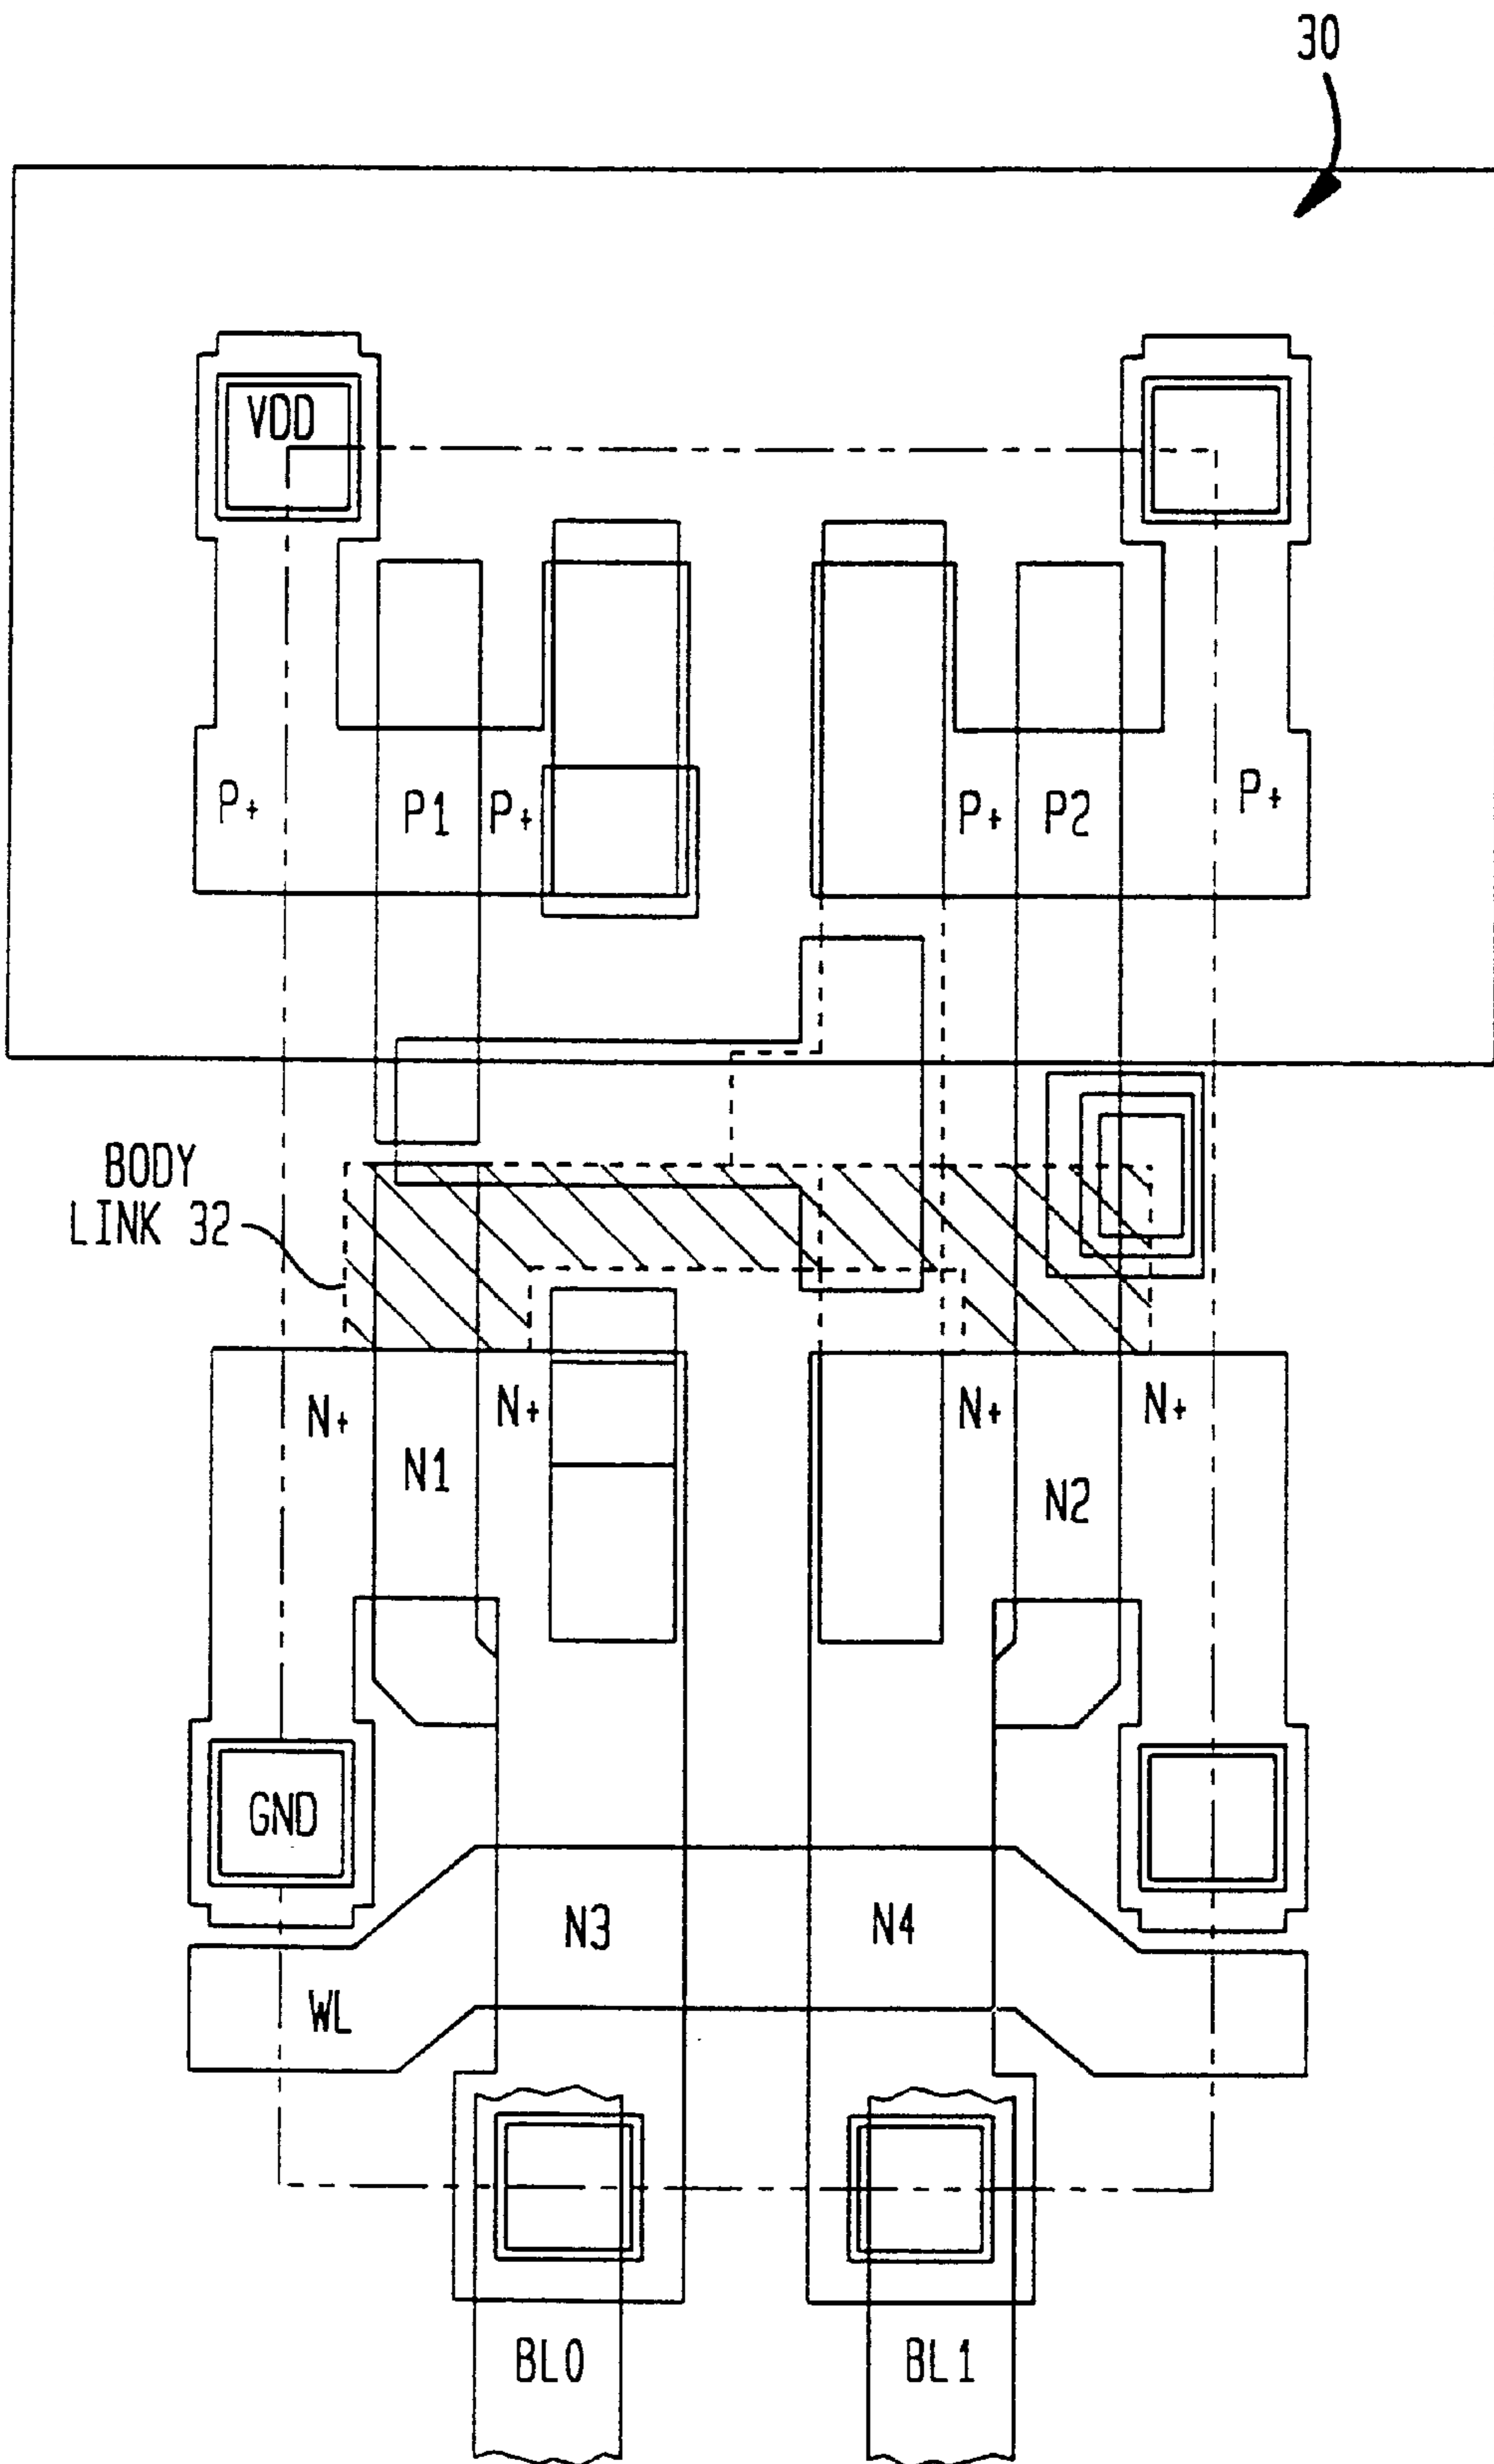 30
VDD
P+ P1 P+ P+ P2 P+
BODY
LINK 32
N+ N1 N+ N+ N2 N+
GND
N3 N4
WL
BL0 BL1